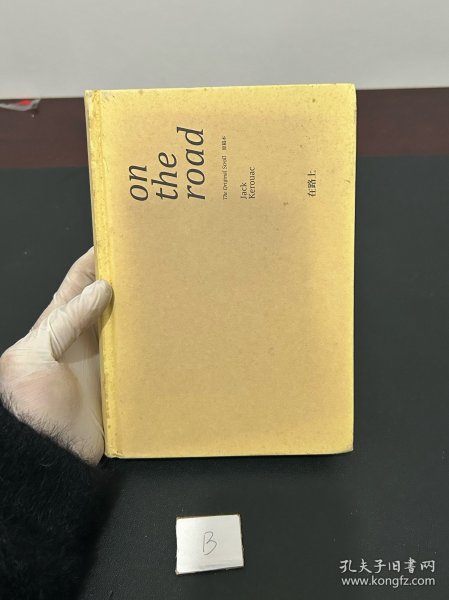 on
the
road
The Original Scroll 原稿本
Jack
Kerouac
在路上
B
孔夫子旧书网
www.kongfz.com